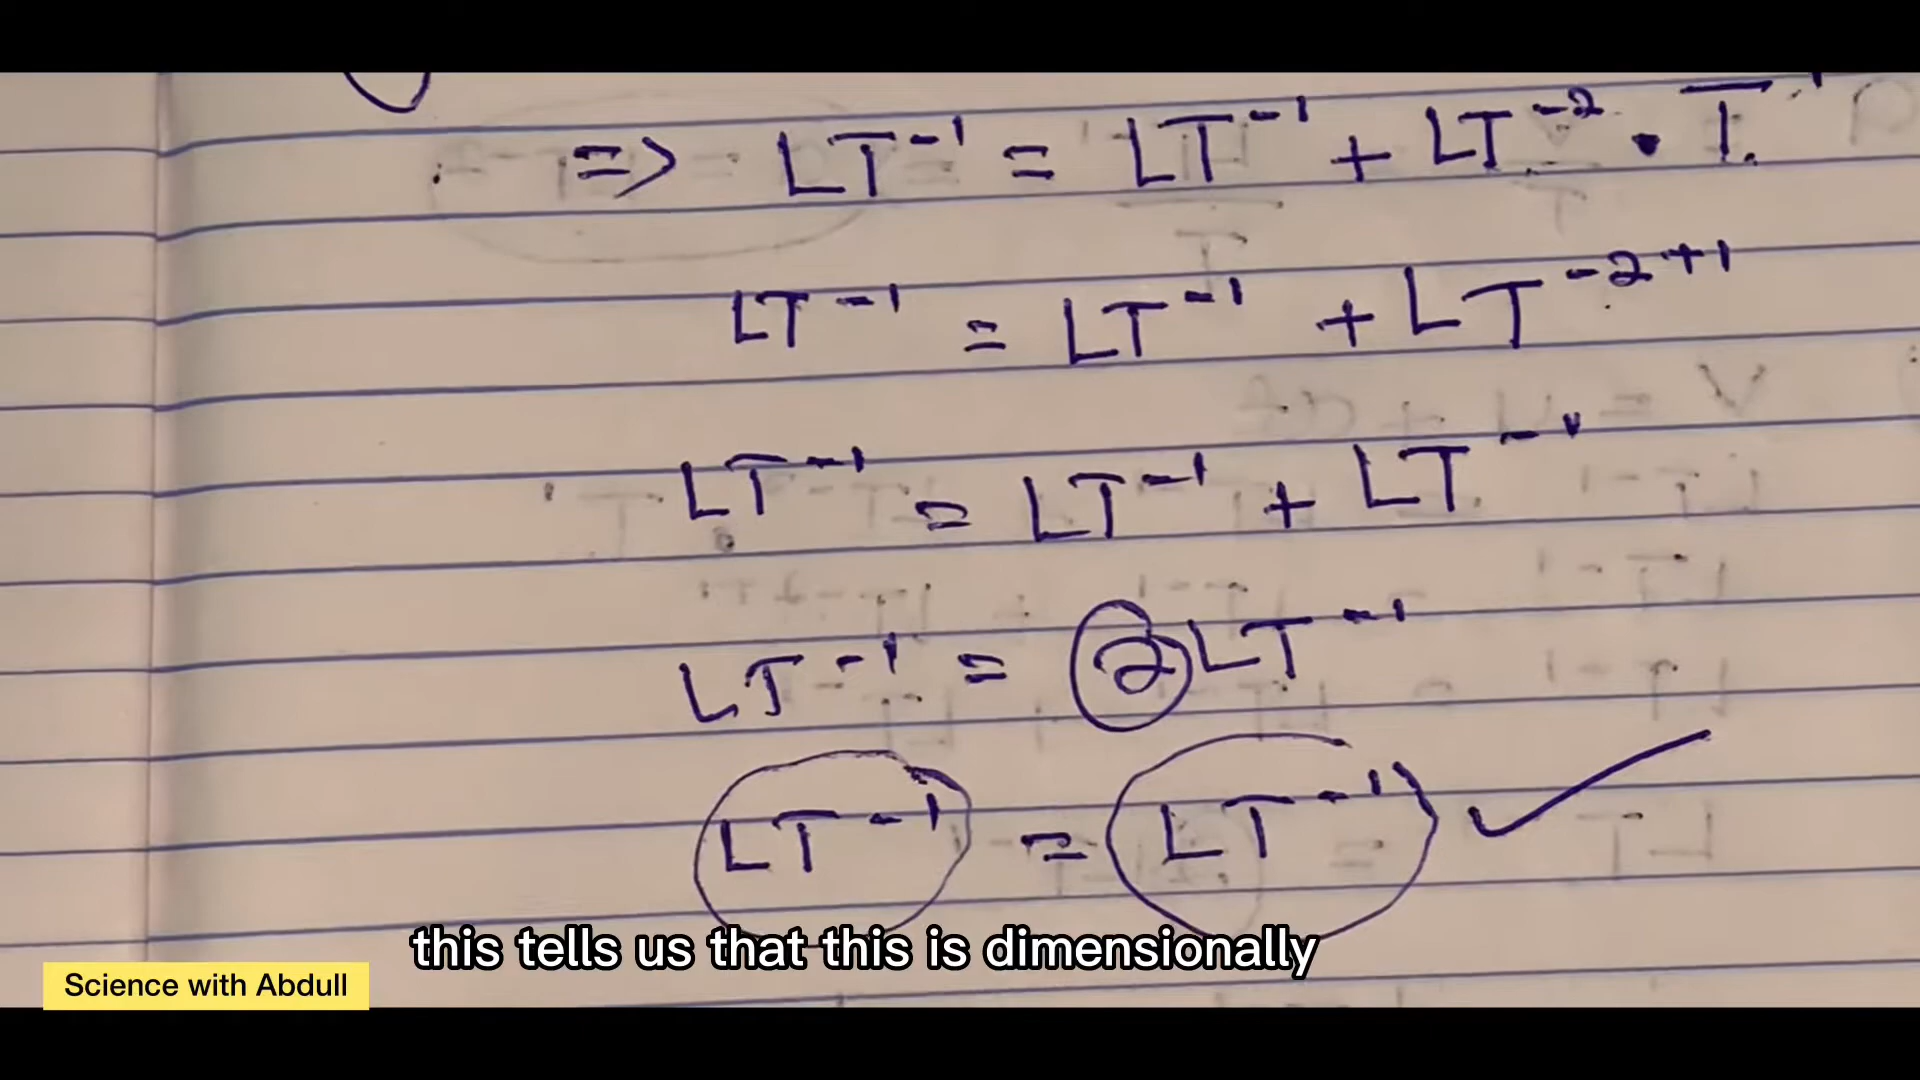 => LT⁻¹ = LT⁻¹ + LT⁻² · T¹
LT⁻¹ = LT⁻¹ + LT⁻²⁺¹
LT⁻¹ = LT⁻¹ + LT⁻¹
LT⁻¹ = 2LT⁻¹
LT⁻¹ = LT⁻¹ ✓
this tells us that this is dimensionally
Science with Abdull